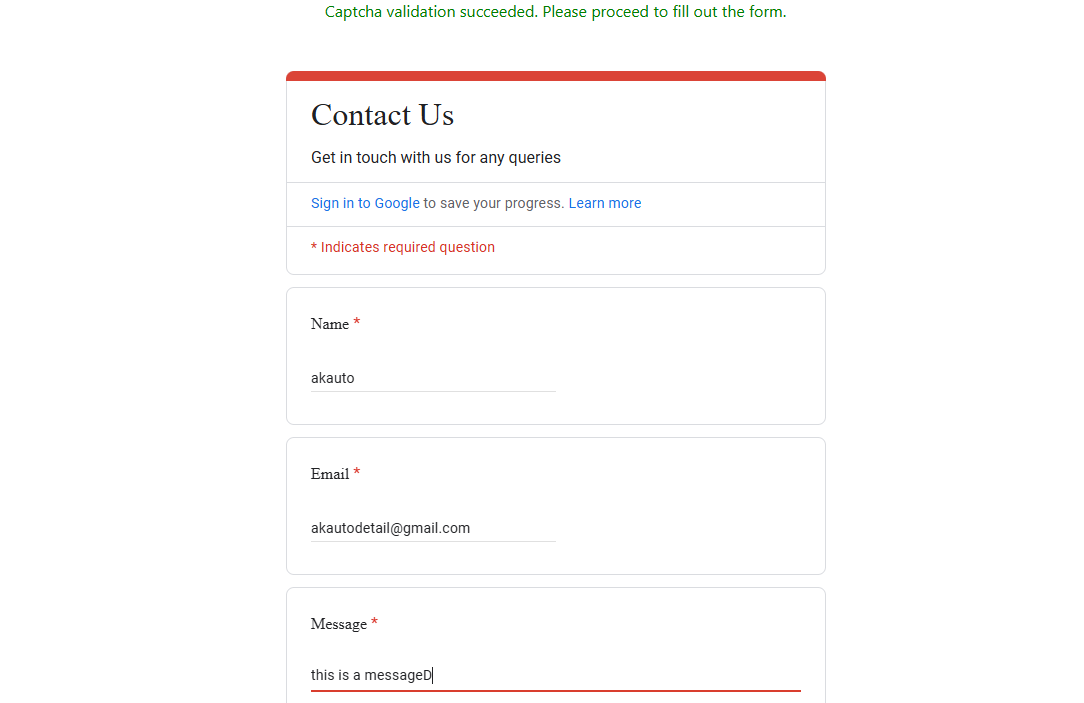 Captcha validation succeeded. Please proceed to fill out the form.
Contact Us
Get in touch with us for any queries
Sign in to Google to save your progress. Learn more
* Indicates required question
Name *
akauto
Email *
akautodetail@gmail.com
Message *
this is a messageD